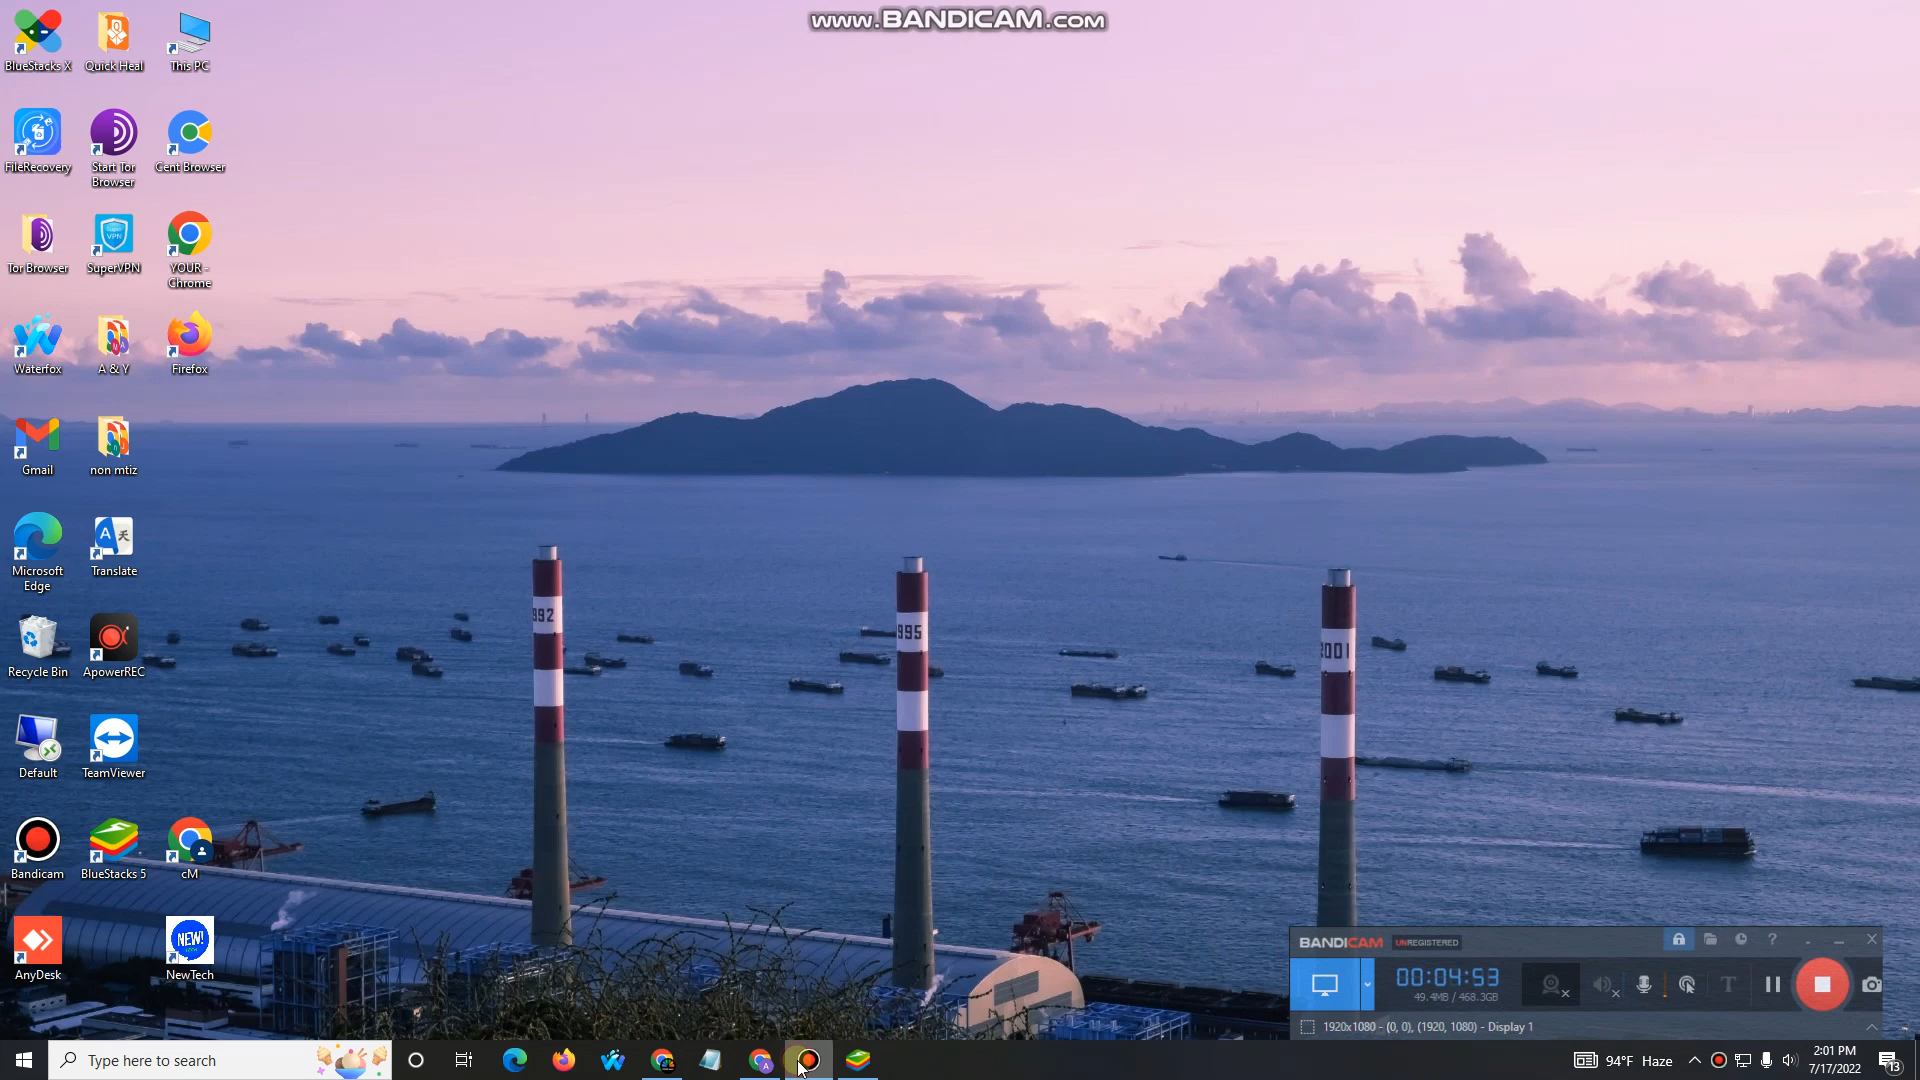 www.BANDICAM.com
BlueStacks X
Quick Heal
This PC
FileRecovery
Start Tor
Browser
Cent Browser
Tor Browser
SuperVPN
YOUR -
Chrome
Waterfox
A & Y
Firefox
Gmail
non mtiz
Microsoft
Edge
Translate
Recycle Bin
ApowerREC
Default
TeamViewer
Bandicam
BlueStacks 5
cM
AnyDesk
NEW!
NewTech
992
995
2001
BANDICAM UNREGISTERED
00:04:53
49.4MB / 468.3GB
1920x1080 - (0, 0), (1920, 1080) - Display 1
Type here to search
94°F Haze
2:01 PM
7/17/2022
13